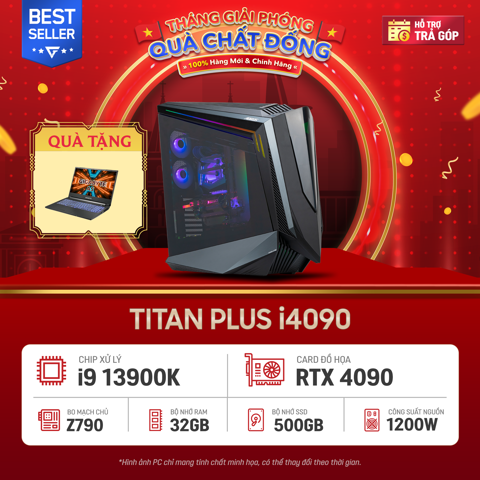 BEST
SELLER
THÁNG GIẢI PHÓNG
QUÀ CHẤT ĐỐNG
100% Hàng Mới & Chính Hãng
HỖ TRỢ
TRẢ GÓP
QUÀ TẶNG
TITAN PLUS i4090
CHIP XỬ LÝ
i9 13900K
CARD ĐỒ HỌA
RTX 4090
BO MẠCH CHỦ
Z790
BỘ NHỚ RAM
32GB
BỘ NHỚ SSD
500GB
CÔNG SUẤT NGUỒN
1200W
*Hình ảnh PC chỉ mang tính chất minh họa, có thể thay đổi theo thời gian.